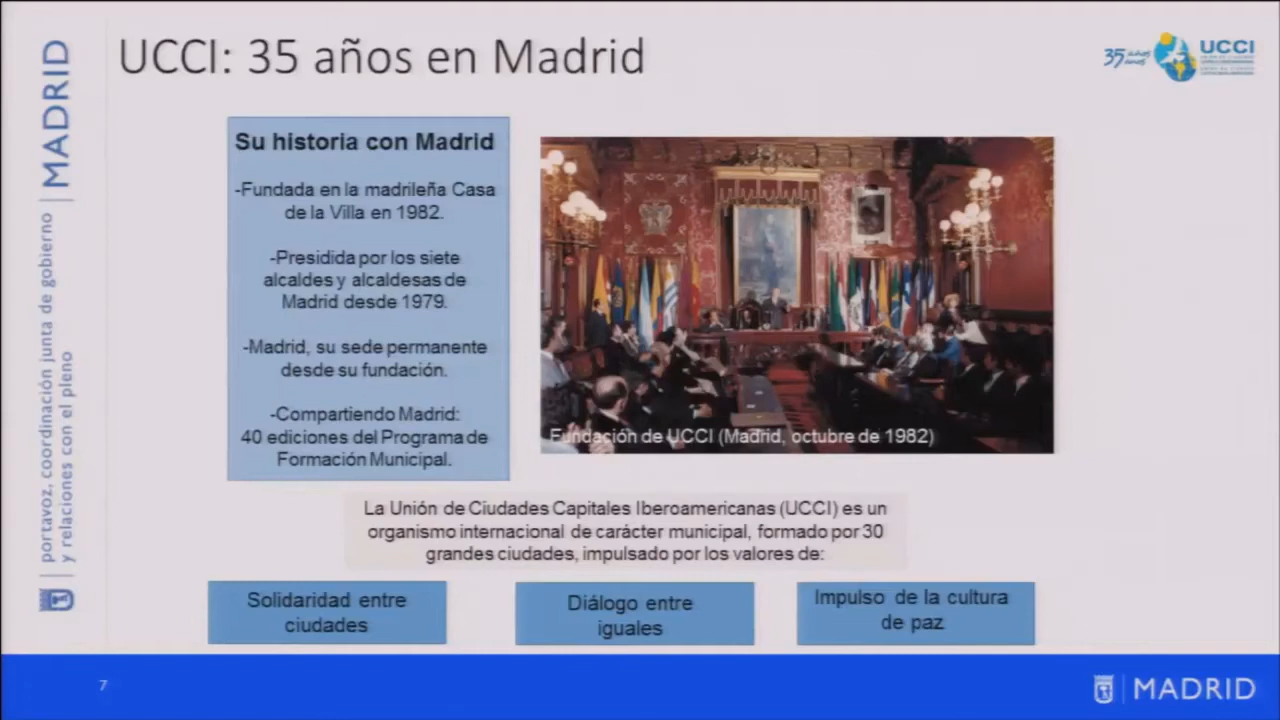 UCCI: 35 años en Madrid
35 años
UCCI
MADRID
portavoz, coordinación junta de gobierno
y relaciones con el pleno
Su historia con Madrid
-Fundada en la madrileña Casa
de la Villa en 1982.
-Presidida por los siete
alcaldes y alcaldesas de
Madrid desde 1979.
-Madrid, su sede permanente
desde su fundación.
-Compartiendo Madrid:
40 ediciones del Programa de
Formación Municipal.
Fundación de UCCI (Madrid, octubre de 1982)
La Unión de Ciudades Capitales Iberoamericanas (UCCI) es un
organismo internacional de carácter municipal, formado por 30
grandes ciudades, impulsado por los valores de:
Solidaridad entre
ciudades
Diálogo entre
iguales
Impulso de la cultura
de paz
7
MADRID